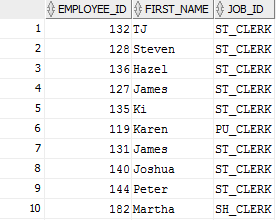 EMPLOYEE_ID FIRST_NAME JOB_ID
1 132 TJ ST_CLERK
2 128 Steven ST_CLERK
3 136 Hazel ST_CLERK
4 127 James ST_CLERK
5 135 Ki ST_CLERK
6 119 Karen PU_CLERK
7 131 James ST_CLERK
8 140 Joshua ST_CLERK
9 144 Peter ST_CLERK
10 182 Martha SH_CLERK